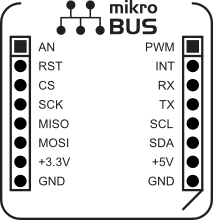 mikro
BUS
AN PWM
RST INT
CS RX
SCK TX
MISO SCL
MOSI SDA
+3.3V +5V
GND GND